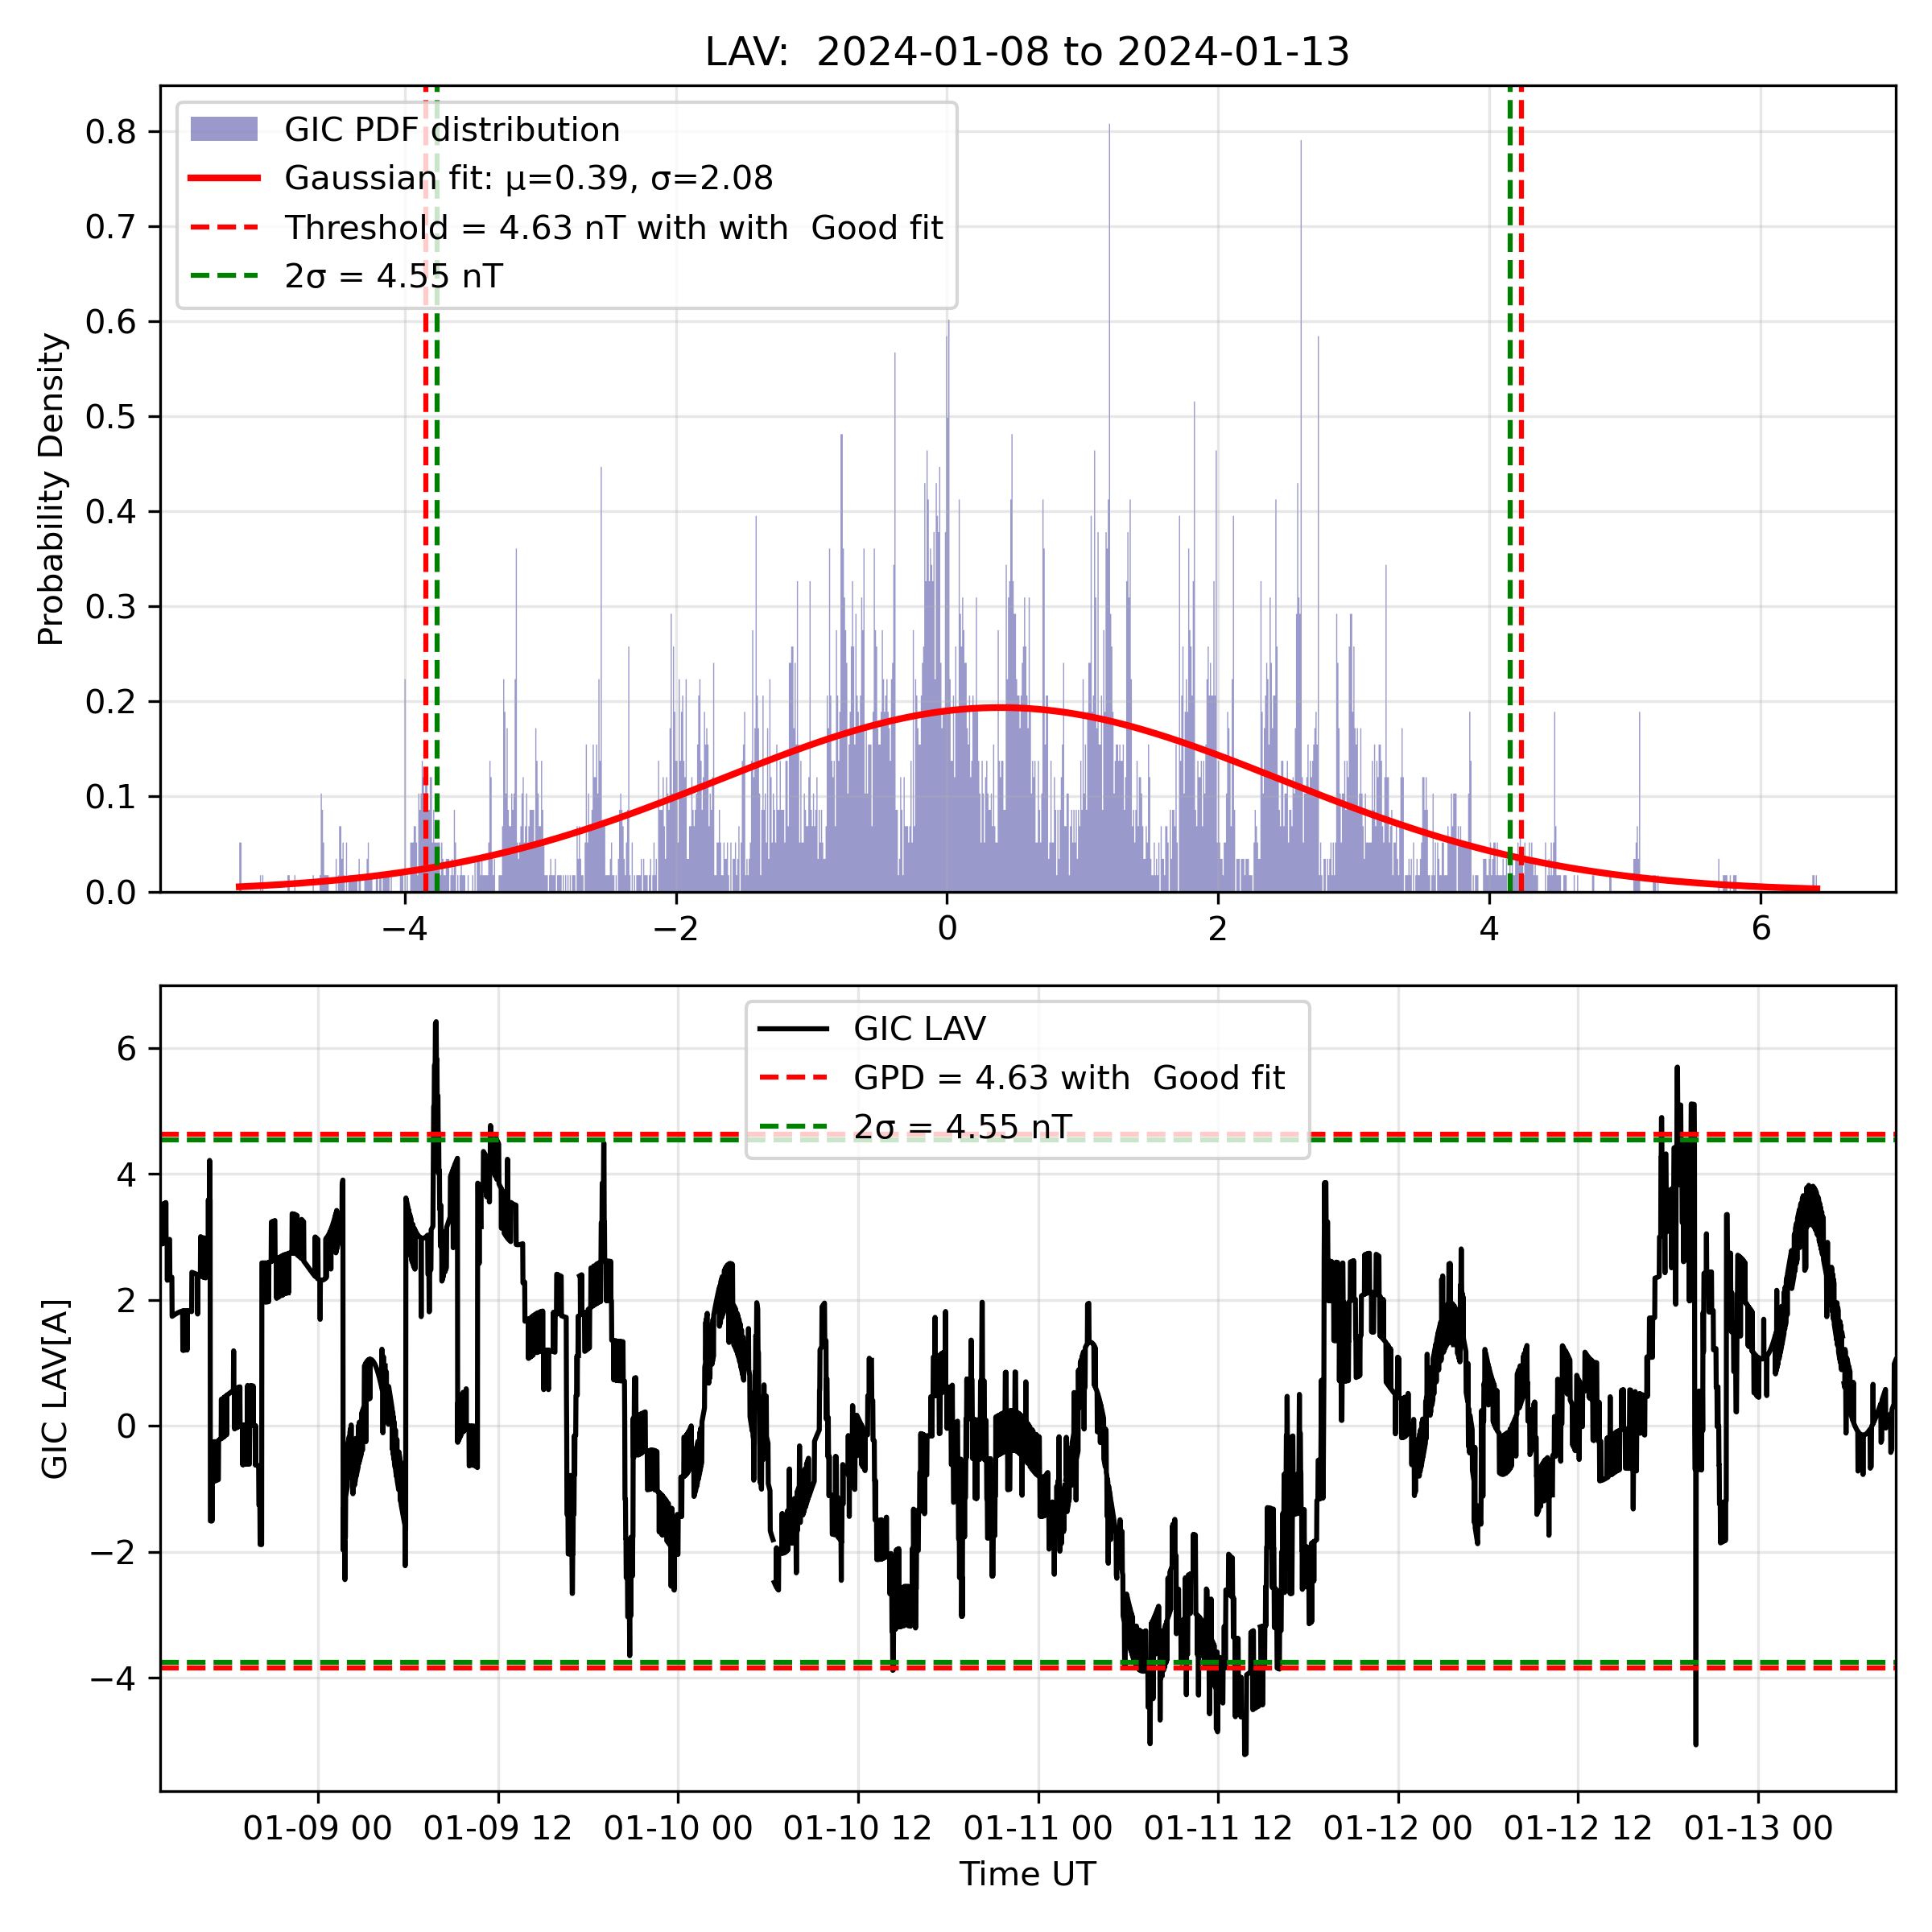 LAV:  2024-01-08 to 2024-01-13
GIC PDF distribution
Gaussian fit: μ=0.39, σ=2.08
Threshold = 4.63 nT with with  Good fit
2σ = 4.55 nT
Probability Density
0.8
0.7
0.6
0.5
0.4
0.3
0.2
0.1
0.0
−4 −2 0 2 4 6
GIC LAV
GPD = 4.63 with  Good fit
2σ = 4.55 nT
GIC LAV[A]
6
4
2
0
−2
−4
01-09 00 01-09 12 01-10 00 01-10 12 01-11 00 01-11 12 01-12 00 01-12 12 01-13 00
Time UT